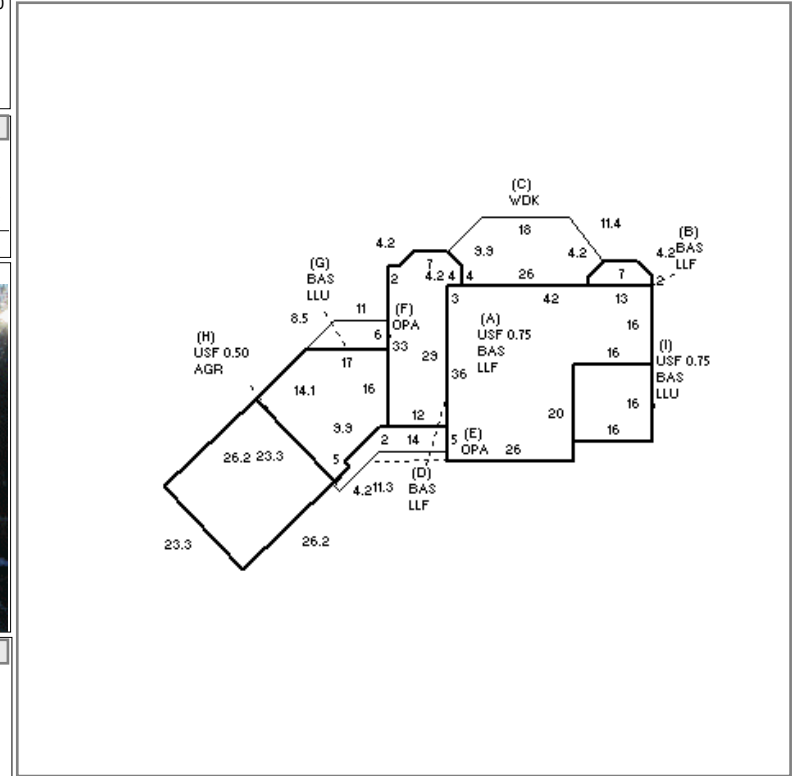 (C)
WDK
18
11.4
4.2
9.9
4.2
4.2
(B)
BAS
LLF
7
4.2
4
4
26
7
2
2
(G)
BAS
LLU
11
8.5
6
(F)
OPA
33
3
42
13
(A)
USF 0.75
BAS
LLF
16
16
(I)
USF 0.75
BAS
LLU
(H)
USF 0.50
AGR
17
14.1
16
29
36
20
16
16
12
9.9
2
14
5
(E)
OPA
26
5
26.2
23.3
4.2
11.3
(D)
BAS
LLF
23.3
26.2